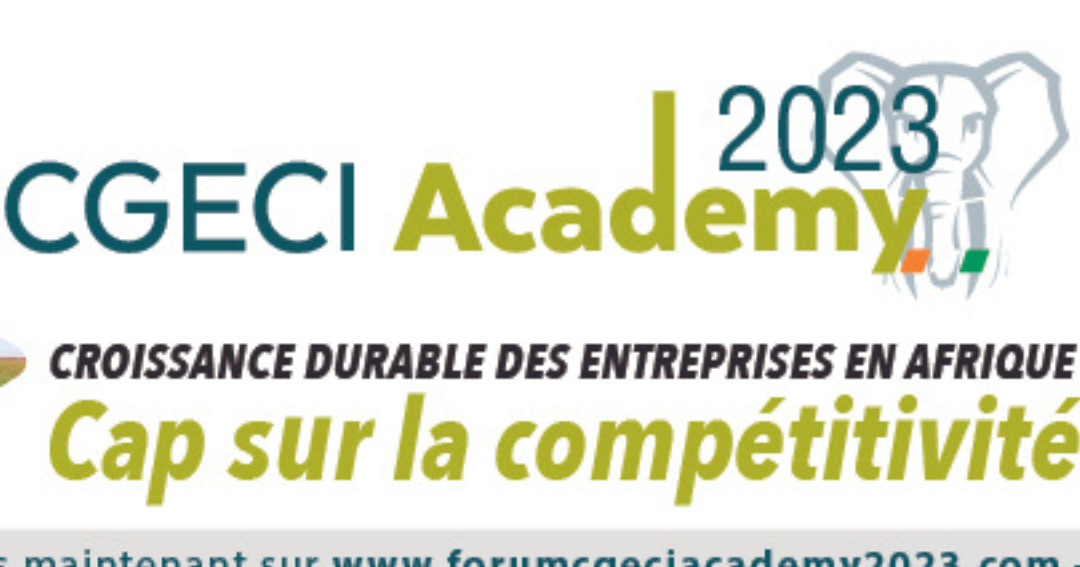 2023
CGECI Academy
CROISSANCE DURABLE DES ENTREPRISES EN AFRIQUE
Cap sur la compétitivité
maintenant sur www.forumcgeciacademy2023.com